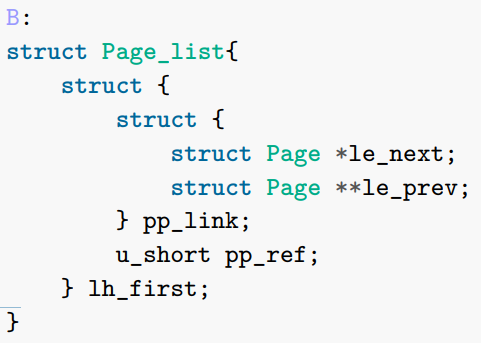 B:
struct Page_list{
    struct {
        struct {
            struct Page *le_next;
            struct Page **le_prev;
        } pp_link;
        u_short pp_ref;
    } lh_first;
}